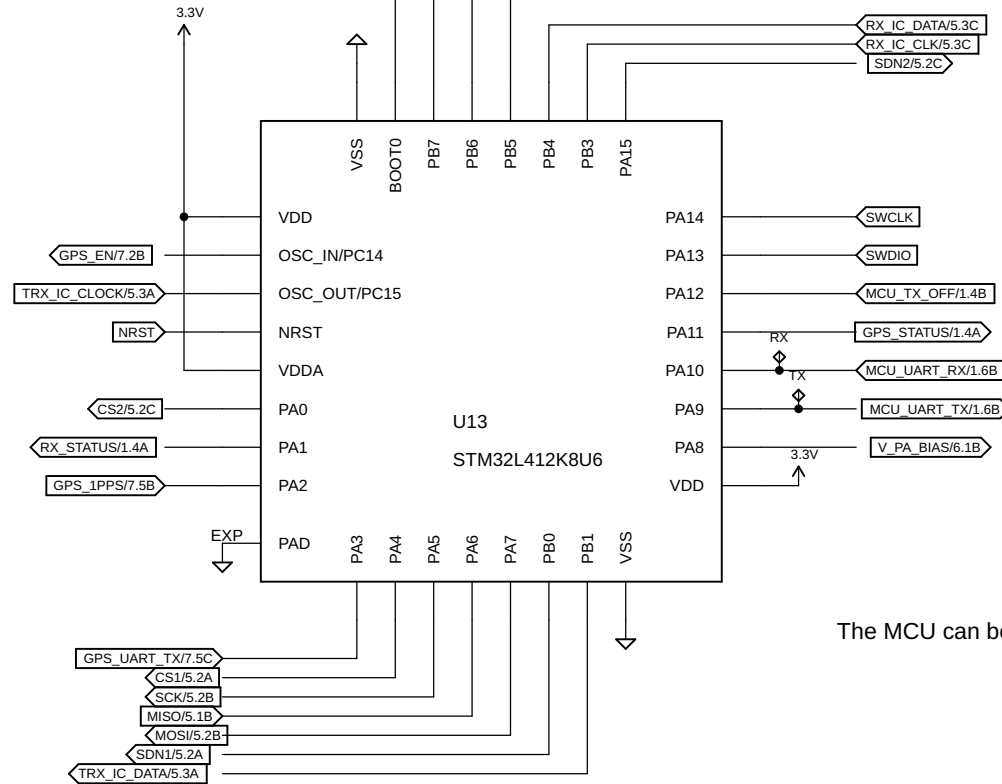 3.3V
RX_IC_DATA/5.3C
RX_IC_CLK/5.3C
SDN2/5.2C
VSS
BOOT0
PB7
PB6
PB5
PB4
PB3
PA15
VDD
PA14
SWCLK
GPS_EN/7.2B
OSC_IN/PC14
PA13
SWDIO
TRX_IC_CLOCK/5.3A
OSC_OUT/PC15
PA12
MCU_TX_OFF/1.4B
NRST
NRST
PA11
GPS_STATUS/1.4A
RX
VDDA
PA10
MCU_UART_RX/1.6B
TX
CS2/5.2C
PA0
PA9
MCU_UART_TX/1.6B
U13
RX_STATUS/1.4A
PA1
PA8
V_PA_BIAS/6.1B
STM32L412K8U6
3.3V
GPS_1PPS/7.5B
PA2
VDD
EXP
PAD
PA3
PA4
PA5
PA6
PA7
PB0
PB1
VSS
The MCU can be
GPS_UART_TX/7.5C
CS1/5.2A
SCK/5.2B
MISO/5.1B
MOSI/5.2B
SDN1/5.2A
TRX_IC_DATA/5.3A